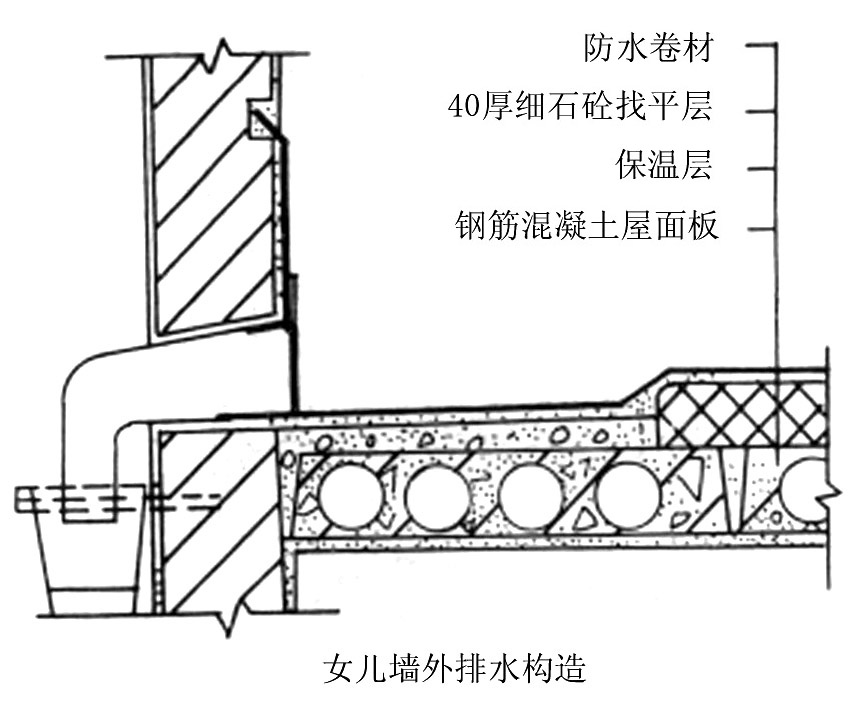 防水卷材
40厚细石砼找平层
保温层
钢筋混凝土屋面板
女儿墙外排水构造